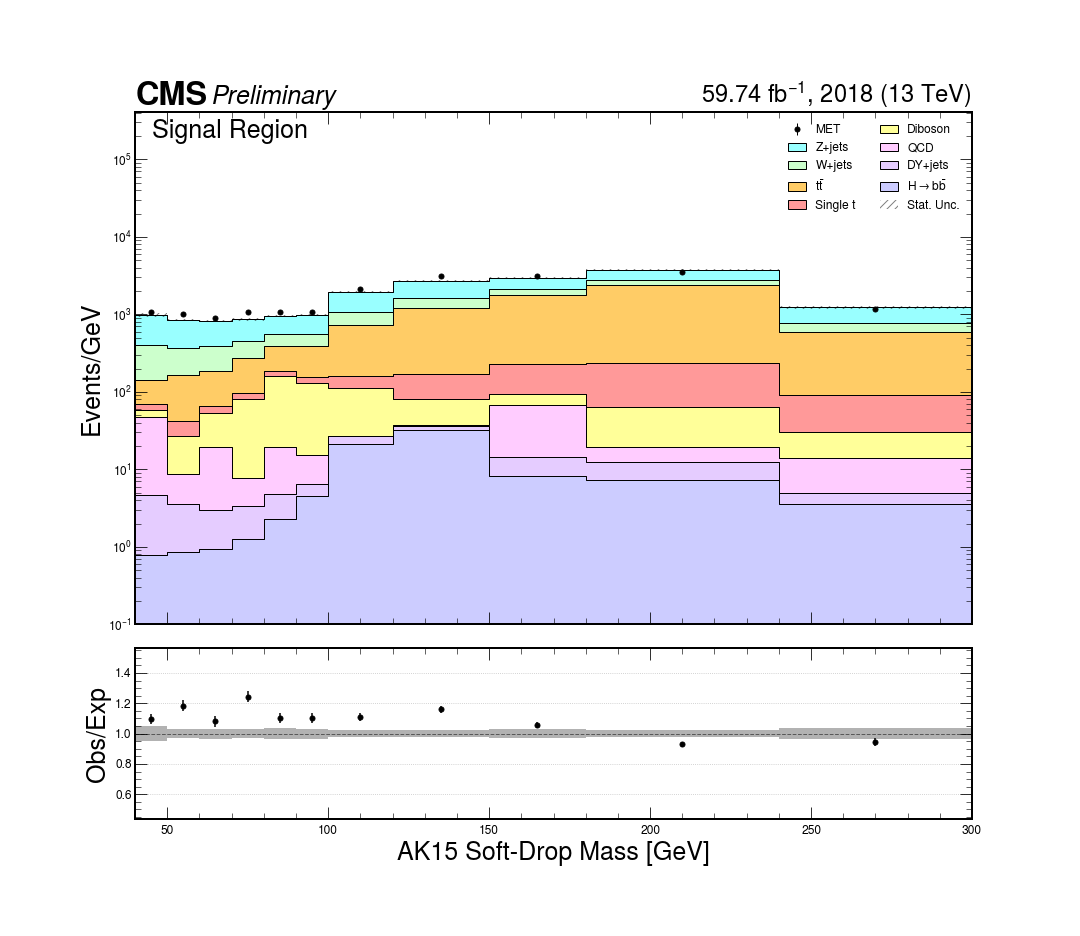 CMS Preliminary
59.74 fb⁻¹, 2018 (13 TeV)
Signal Region
MET
Z+jets
W+jets
tt̄
Single t
Diboson
QCD
DY+jets
H→bb̄
Stat. Unc.
Events/GeV
10⁵
10⁴
10³
10²
10¹
10⁰
10⁻¹
Obs/Exp
1.4
1.2
1.0
0.8
0.6
50 100 150 200 250 300
AK15 Soft-Drop Mass [GeV]